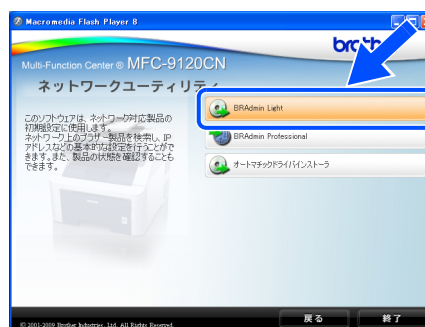 Macromedia Flash Player 8
Multi-Function Center ® MFC-9120CN
ネットワークユーティリティ
このソフトウェアは、ネットワーク対応製品の
初期設定に使用します。
ネットワーク上のブラザー製品を検索し、IP
アドレスなどの基本的な設定を行うことがで
きます。また、製品の状態を確認することも
できます。
BRAdmin Light
BRAdmin Professional
オートマチックドライバインストーラ
戻る
終了
© 2001-2009 Brother Industries, Ltd. All Rights Reserved.